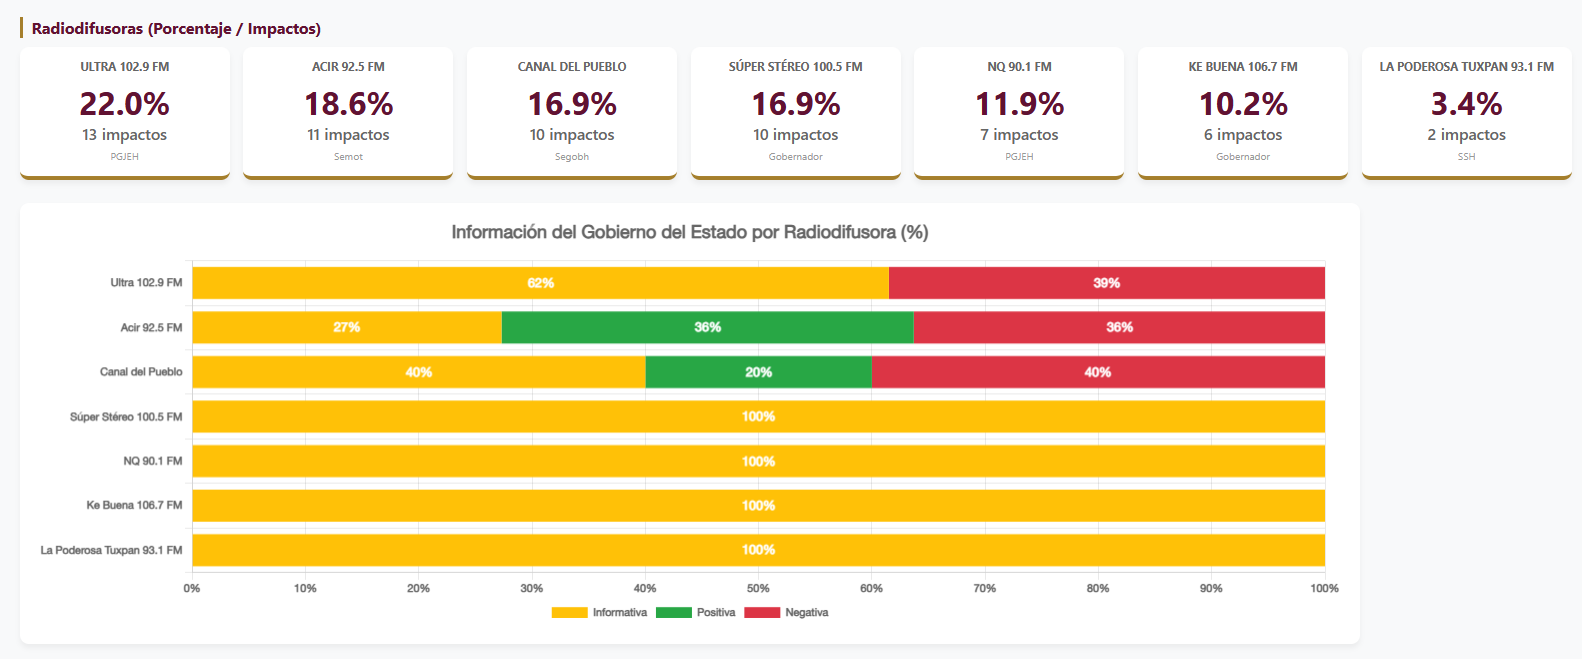 Radiodifusoras (Porcentaje / Impactos)
ULTRA 102.9 FM
22.0%
13 impactos
PGJEH
ACIR 92.5 FM
18.6%
11 impactos
Semot
CANAL DEL PUEBLO
16.9%
10 impactos
Segobh
SÚPER STÉREO 100.5 FM
16.9%
10 impactos
Gobernador
NQ 90.1 FM
11.9%
7 impactos
PGJEH
KE BUENA 106.7 FM
10.2%
6 impactos
Gobernador
LA PODEROSA TUXPAN 93.1 FM
3.4%
2 impactos
SSH
Información del Gobierno del Estado por Radiodifusora (%)
Ultra 102.9 FM 62% 39%
Acir 92.5 FM 27% 36% 36%
Canal del Pueblo 40% 20% 40%
Súper Stéreo 100.5 FM 100%
NQ 90.1 FM 100%
Ke Buena 106.7 FM 100%
La Poderosa Tuxpan 93.1 FM 100%
0% 10% 20% 30% 40% 50% 60% 70% 80% 90% 100%
Informativa Positiva Negativa